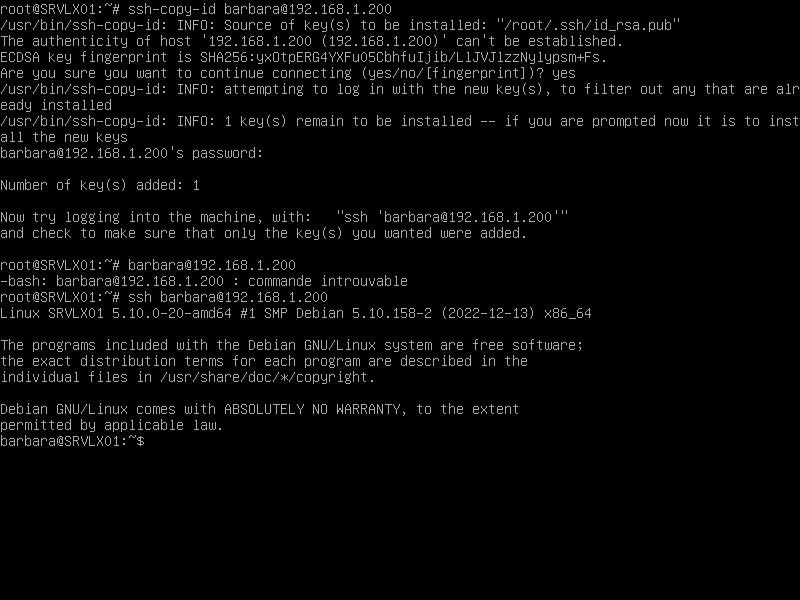 root@SRVLX01:~# ssh-copy-id barbara@192.168.1.200
/usr/bin/ssh-copy-id: INFO: Source of key(s) to be installed: "/root/.ssh/id_rsa.pub"
The authenticity of host '192.168.1.200 (192.168.1.200)' can't be established.
ECDSA key fingerprint is SHA256:yxOtpERG4YXFuO5CbhfuIjib/LlJVJlzzNylypsm+Fs.
Are you sure you want to continue connecting (yes/no/[fingerprint])? yes
/usr/bin/ssh-copy-id: INFO: attempting to log in with the new key(s), to filter out any that are alr
eady installed
/usr/bin/ssh-copy-id: INFO: 1 key(s) remain to be installed -- if you are prompted now it is to inst
all the new keys
barbara@192.168.1.200's password:
Number of key(s) added: 1
Now try logging into the machine, with:   "ssh 'barbara@192.168.1.200'"
and check to make sure that only the key(s) you wanted were added.
root@SRVLX01:~# barbara@192.168.1.200
-bash: barbara@192.168.1.200 : commande introuvable
root@SRVLX01:~# ssh barbara@192.168.1.200
Linux SRVLX01 5.10.0-20-amd64 #1 SMP Debian 5.10.158-2 (2022-12-13) x86_64
The programs included with the Debian GNU/Linux system are free software;
the exact distribution terms for each program are described in the
individual files in /usr/share/doc/*/copyright.
Debian GNU/Linux comes with ABSOLUTELY NO WARRANTY, to the extent
permitted by applicable law.
barbara@SRVLX01:~$